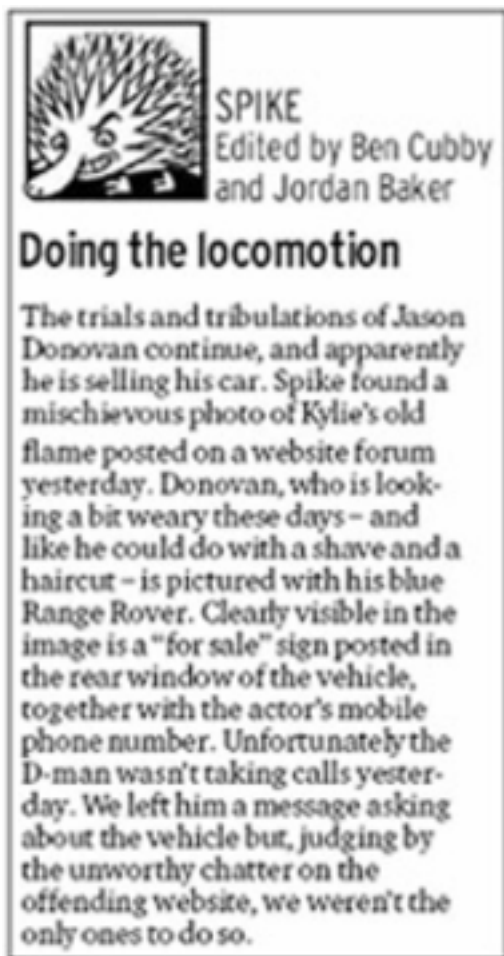 SPIKE
Edited by Ben Cubby
and Jordan Baker
Doing the locomotion
The trials and tribulations of Jason
Donovan continue, and apparently
he is selling his car. Spike found a
mischievous photo of Kylie's old
flame posted on a website forum
yesterday. Donovan, who is look-
ing a bit weary these days – and
like he could do with a shave and a
haircut – is pictured with his blue
Range Rover. Clearly visible in the
image is a "for sale" sign posted in
the rear window of the vehicle,
together with the actor's mobile
phone number. Unfortunately the
D-man wasn't taking calls yester-
day. We left him a message asking
about the vehicle but, judging by
the unworthy chatter on the
offending website, we weren't the
only ones to do so.